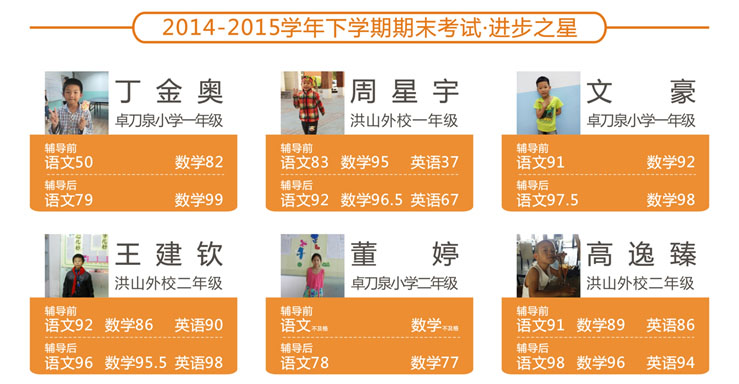 2014-2015学年下学期期末考试·进步之星
丁金奥
卓刀泉小学一年级
辅导前
语文50 数学82
辅导后
语文79 数学99
周星宇
洪山外校一年级
辅导前
语文83 数学95 英语37
辅导后
语文92 数学96.5 英语67
文豪
卓刀泉小学一年级
辅导前
语文91 数学92
辅导后
语文97.5 数学98
王建钦
洪山外校二年级
辅导前
语文92 数学86 英语90
辅导后
语文96 数学95.5 英语98
董婷
卓刀泉小学二年级
辅导前
语文不及格 数学不及格
辅导后
语文78 数学77
高逸臻
洪山外校二年级
辅导前
语文91 数学89 英语86
辅导后
语文98 数学96 英语94